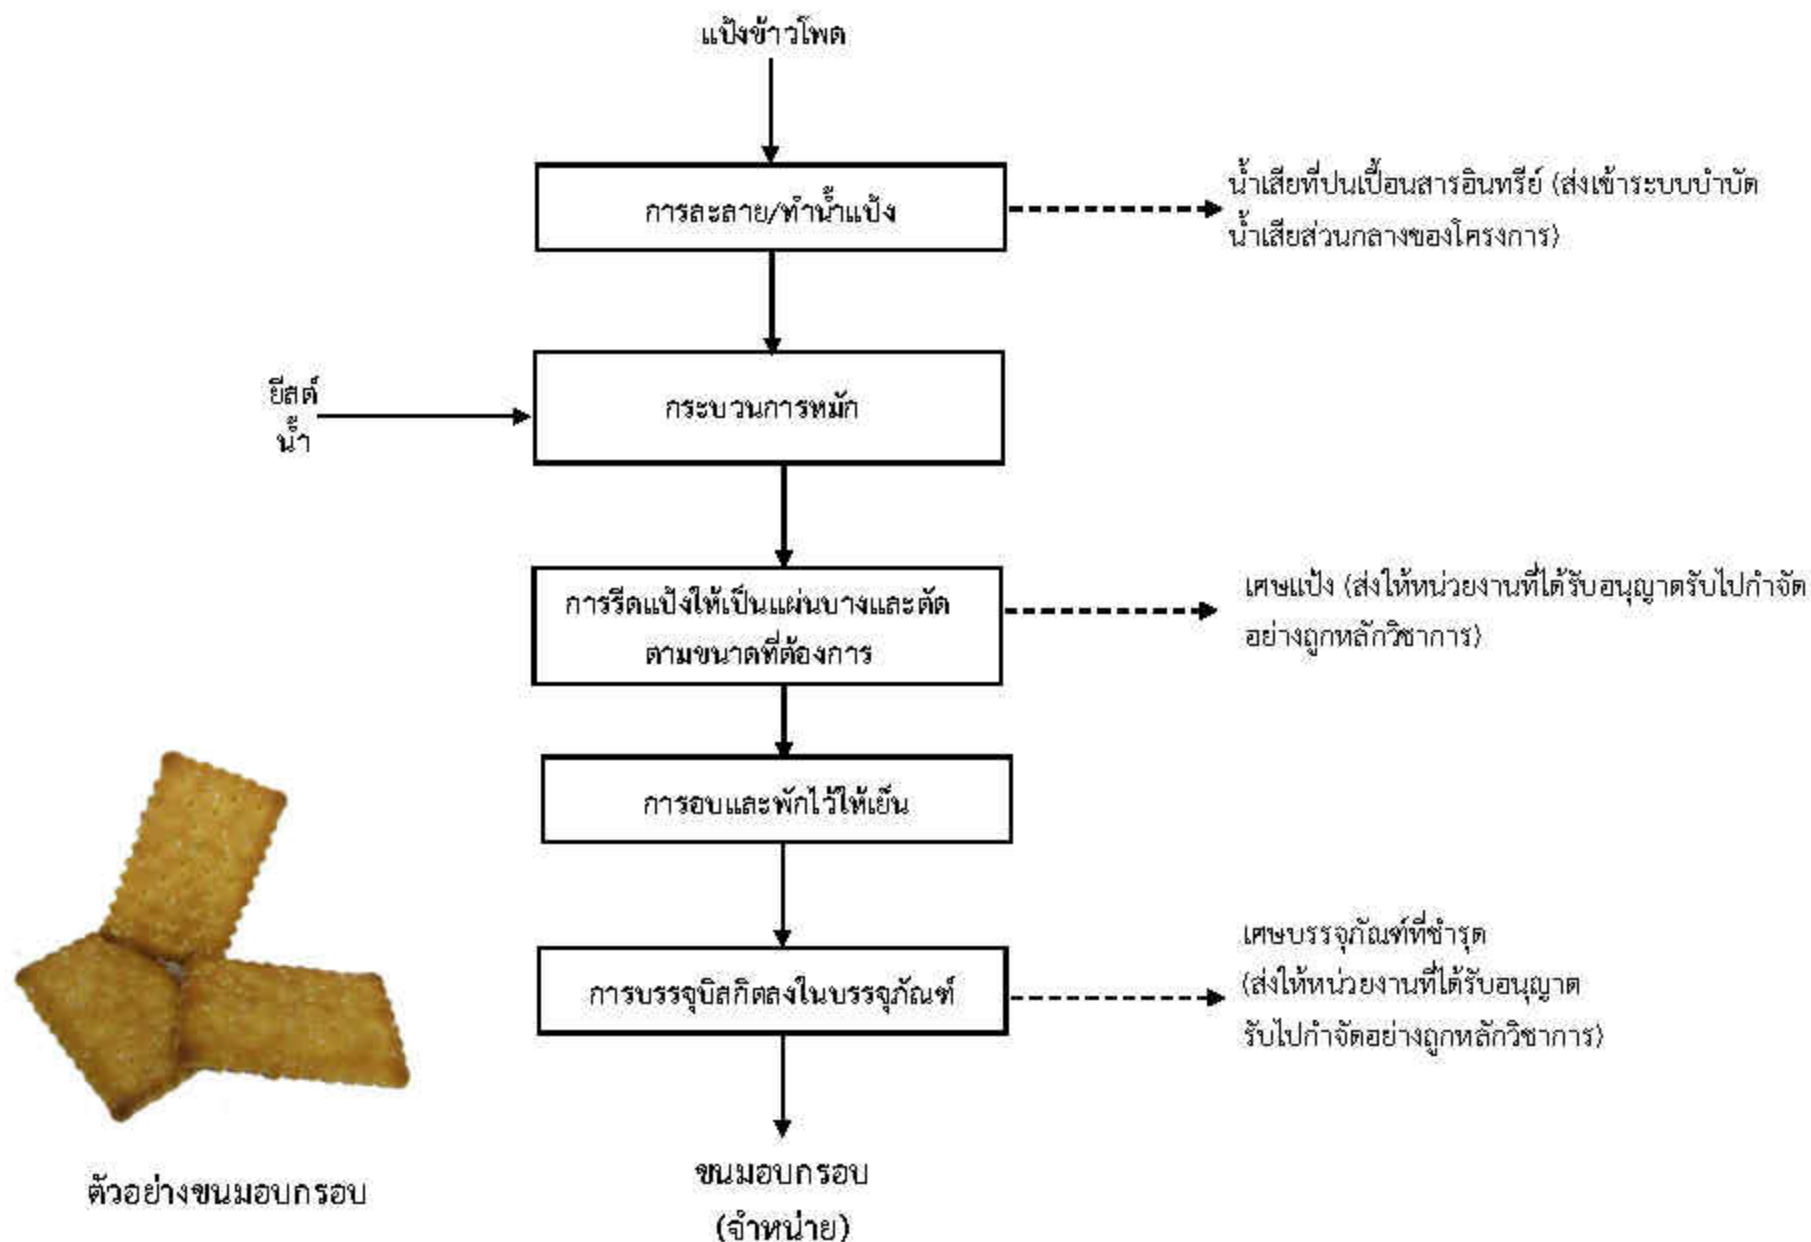 แป้งข้าวโพด
การละลาย/ทำน้ำแป้ง
น้ำเสียที่ปนเปื้อนสารอินทรีย์ (ส่งเข้าระบบบำบัด
น้ำเสียส่วนกลางของโครงการ)
ยีสต์
น้ำ
กระบวนการหมัก
การรีดแป้งให้เป็นแผ่นบางและตัด
ตามขนาดที่ต้องการ
เศษแป้ง (ส่งให้หน่วยงานที่ได้รับอนุญาตรับไปกำจัด
อย่างถูกหลักวิชาการ)
การอบและพักไว้ให้เย็น
การบรรจุบิสกิตลงในบรรจุภัณฑ์
เศษบรรจุภัณฑ์ที่ชำรุด
(ส่งให้หน่วยงานที่ได้รับอนุญาต
รับไปกำจัดอย่างถูกหลักวิชาการ)
ตัวอย่างขนมอบกรอบ
ขนมอบกรอบ
(จำหน่าย)